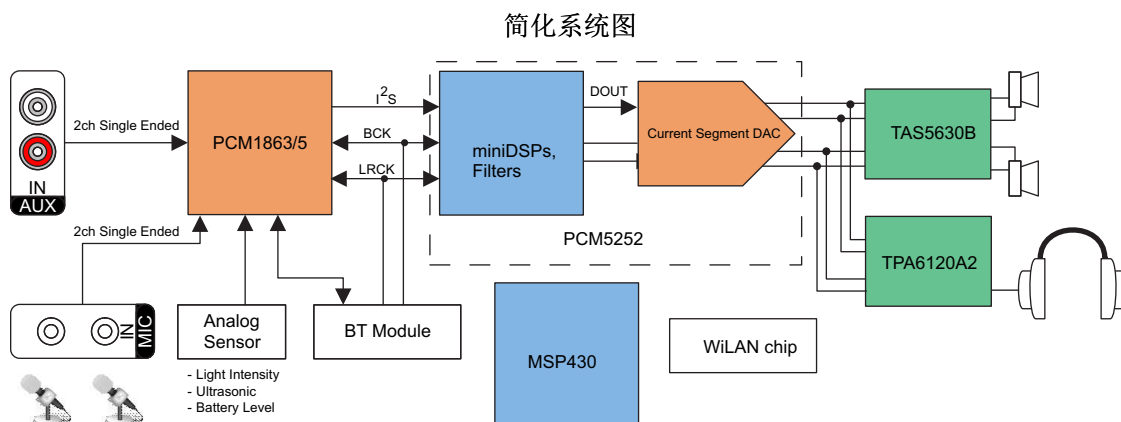 简化系统图
IN
AUX
2ch Single Ended
PCM1863/5
I²S
BCK
LRCK
miniDSPs,
Filters
DOUT
Current Segment DAC
PCM5252
TAS5630B
TPA6120A2
2ch Single Ended
IN
MIC
Analog
Sensor
- Light Intensity
- Ultrasonic
- Battery Level
BT Module
MSP430
WiLAN chip